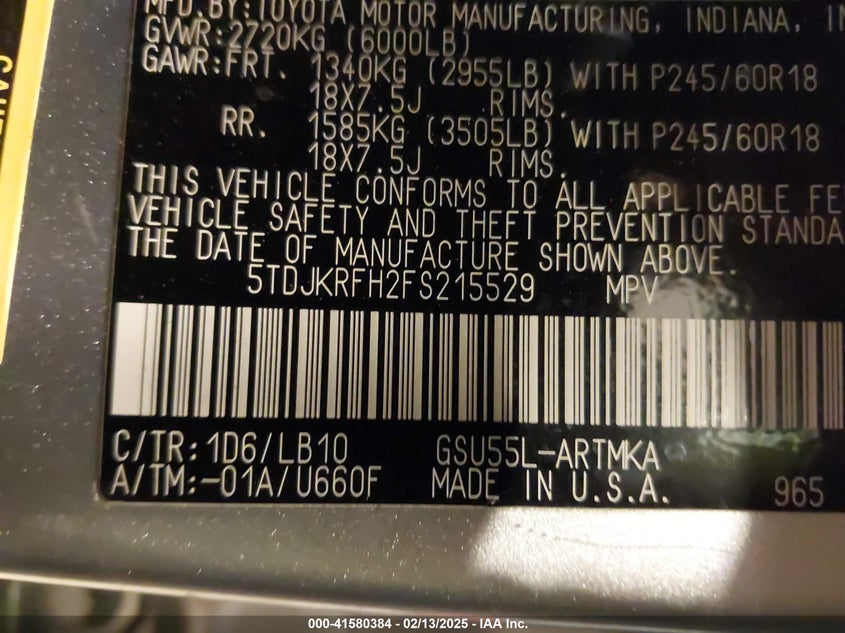 MFD.BY:TOYOTA MOTOR MANUFACTURING, INDIANA,
GVWR:2720KG (6000LB)
GAWR:FRT. 1340KG (2955LB) WITH P245/60R18
18X7.5J RIMS.
RR. 1585KG (3505LB) WITH P245/60R18
18X7.5J RIMS.
THIS VEHICLE CONFORMS TO ALL APPLICABLE FE
VEHICLE SAFETY AND THEFT PREVENTION STANDA
THE DATE OF MANUFACTURE SHOWN ABOVE.
5TDJKRFH2FS215529 MPV
C/TR:1D6/LB10 GSU55L-ARTMKA
A/TM:-01A/U660F MADE IN U.S.A. 965
000-41580384 - 02/13/2025 - IAA Inc.